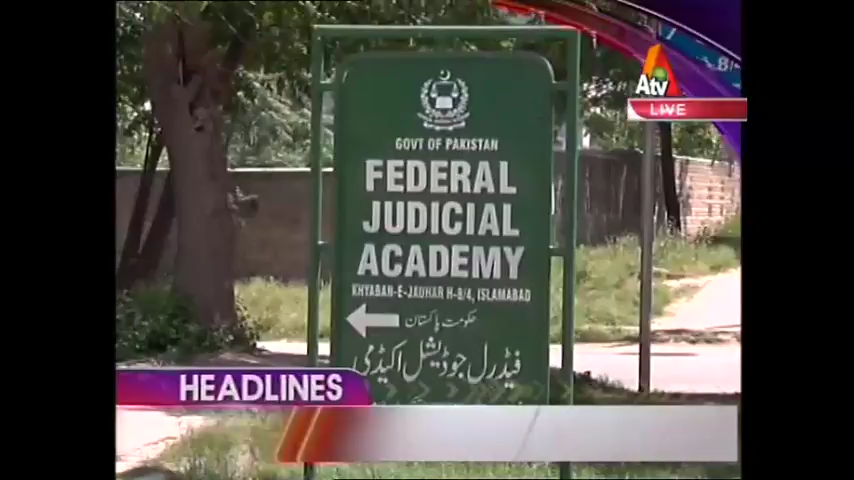 GOVT OF PAKISTAN
FEDERAL
JUDICIAL
ACADEMY
KHYABAN-E-JAUHAR H-8/4, ISLAMABAD
حکومت پاکستان
فیڈرل جوڈیشل اکیڈمی
Atv
LIVE
HEADLINES